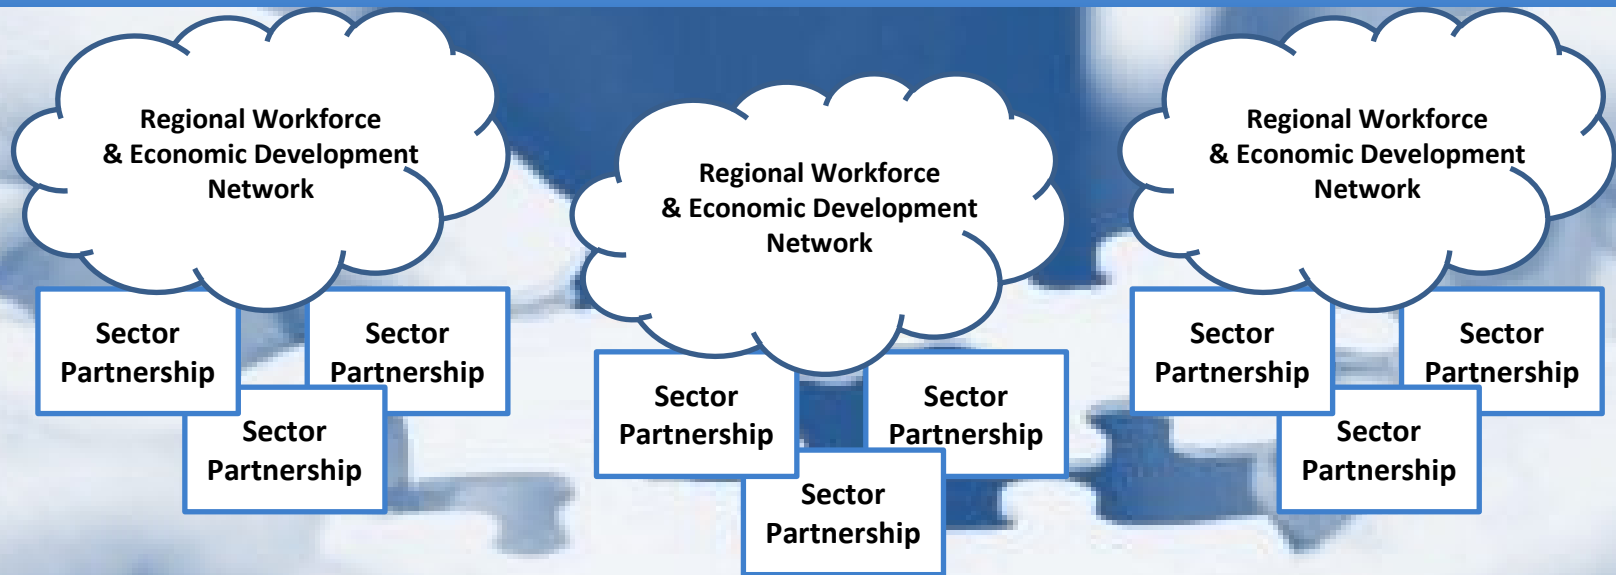 Regional Workforce
& Economic Development
Network
Sector
Partnership
Sector
Partnership
Sector
Partnership
Regional Workforce
& Economic Development
Network
Sector
Partnership
Sector
Partnership
Sector
Partnership
Regional Workforce
& Economic Development
Network
Sector
Partnership
Sector
Partnership
Sector
Partnership